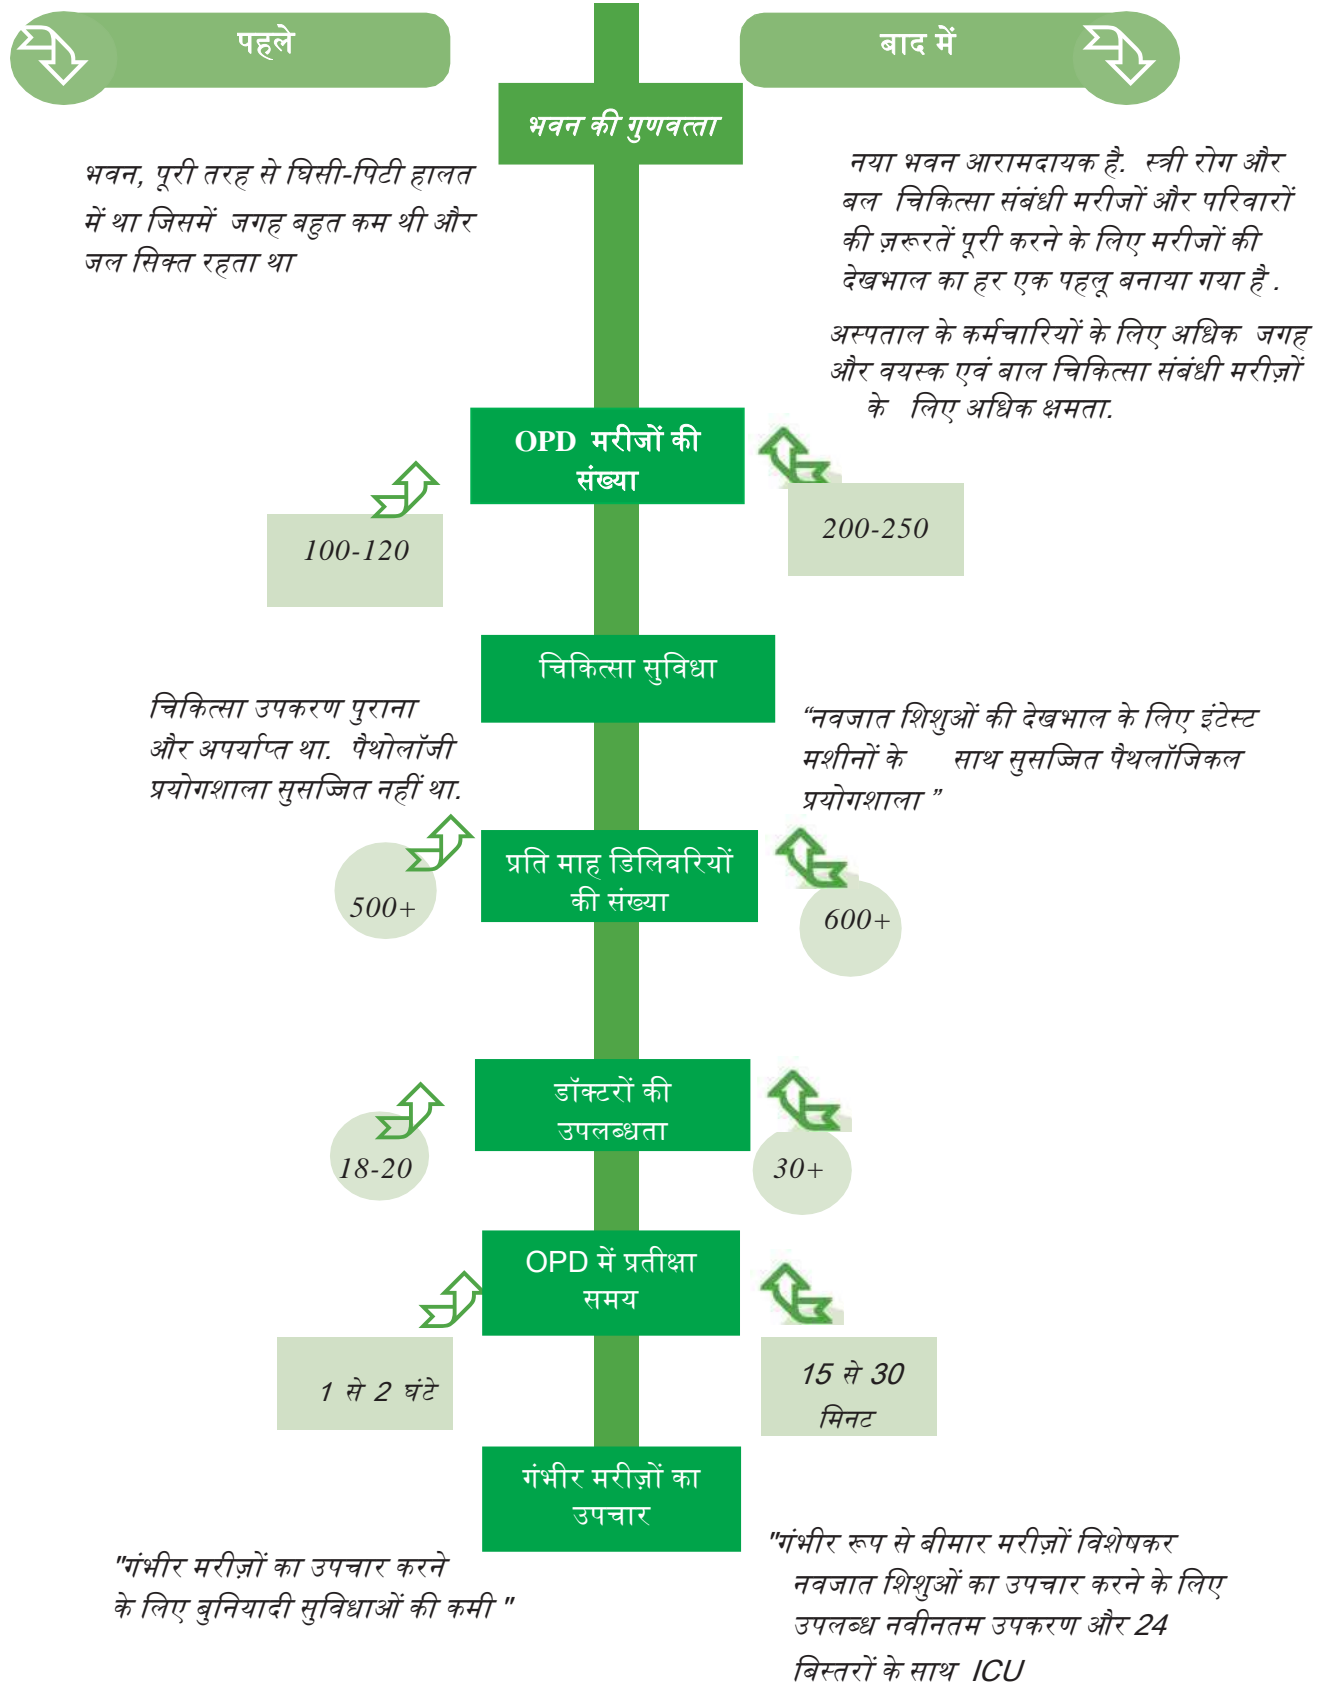 पहले
बाद में
भवन की गुणवत्ता
भवन, पूरी तरह से घिसी-पिटी हालत
में था जिसमें जगह बहुत कम थी और
जल सिक्त रहता था
नया भवन आरामदायक है. स्त्री रोग और
बल चिकित्सा संबंधी मरीजों और परिवारों
की ज़रूरतें पूरी करने के लिए मरीजों की
देखभाल का हर एक पहलू बनाया गया है .
अस्पताल के कर्मचारियों के लिए अधिक जगह
और वयस्क एवं बाल चिकित्सा संबंधी मरीज़ों
के लिए अधिक क्षमता.
OPD मरीजों की
संख्या
100-120
200-250
चिकित्सा सुविधा
चिकित्सा उपकरण पुराना
और अपर्याप्त था. पैथोलॉजी
प्रयोगशाला सुसज्जित नहीं था.
“नवजात शिशुओं की देखभाल के लिए इंटेस्ट
मशीनों के साथ सुसज्जित पैथलॉजिकल
प्रयोगशाला ”
प्रति माह डिलिवरियों
की संख्या
500+
600+
डॉक्टरों की
उपलब्धता
18-20
30+
OPD में प्रतीक्षा
समय
1 से 2 घंटे
15 से 30
मिनट
गंभीर मरीज़ों का
उपचार
"गंभीर मरीज़ों का उपचार करने
के लिए बुनियादी सुविधाओं की कमी "
"गंभीर रूप से बीमार मरीज़ों विशेषकर
नवजात शिशुओं का उपचार करने के लिए
उपलब्ध नवीनतम उपकरण और 24
बिस्तरों के साथ ICU